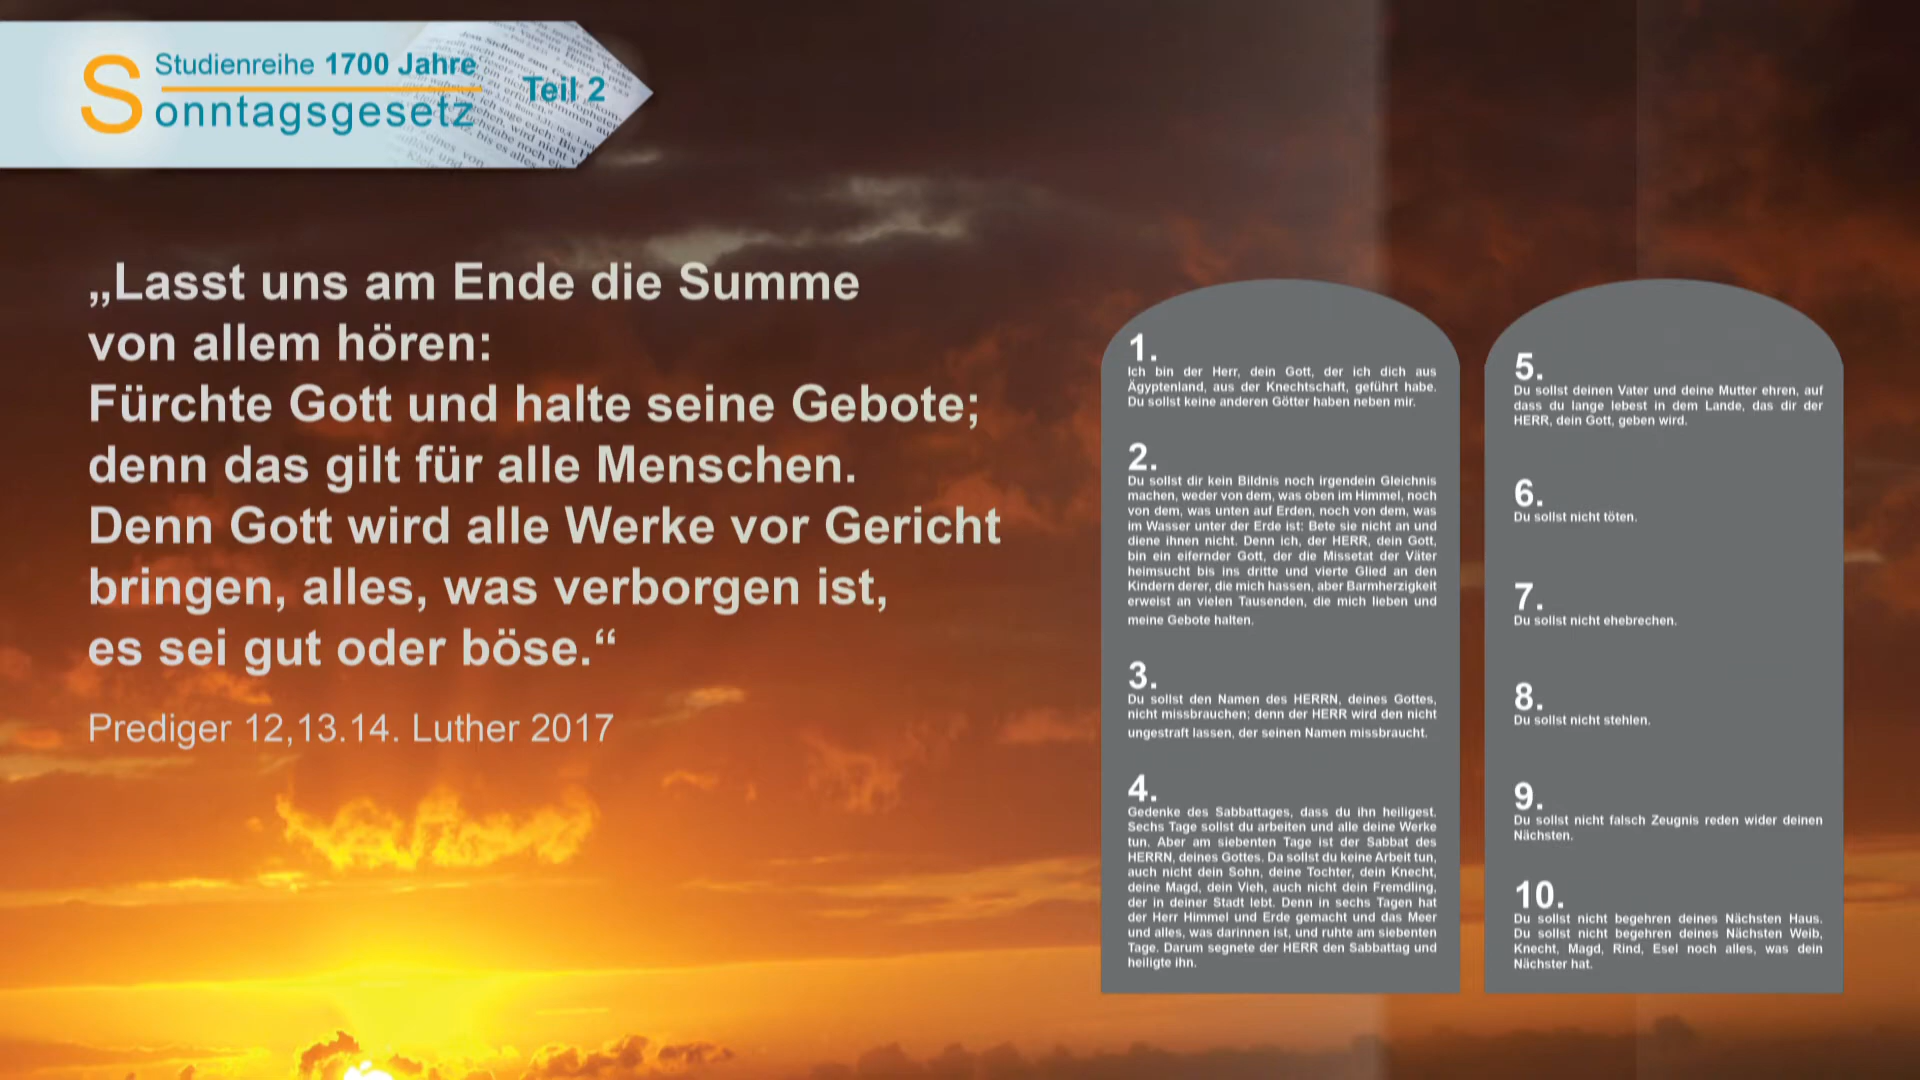 Studienreihe 1700 Jahre
Sonntagsgesetz
Teil 2
„Lasst uns am Ende die Summe
von allem hören:
Fürchte Gott und halte seine Gebote;
denn das gilt für alle Menschen.
Denn Gott wird alle Werke vor Gericht
bringen, alles, was verborgen ist,
es sei gut oder böse.“
Prediger 12,13.14. Luther 2017
1.
Ich bin der Herr, dein Gott, der ich dich aus
Ägyptenland, aus der Knechtschaft, geführt habe.
Du sollst keine anderen Götter haben neben mir.
2.
Du sollst dir kein Bildnis noch irgendein Gleichnis
machen, weder von dem, was oben im Himmel, noch
von dem, was unten auf Erden, noch von dem, was
im Wasser unter der Erde ist: Bete sie nicht an und
diene ihnen nicht. Denn ich, der HERR, dein Gott,
bin ein eifernder Gott, der die Missetat der Väter
heimsucht bis ins dritte und vierte Glied an den
Kindern derer, die mich hassen, aber Barmherzigkeit
erweist an vielen Tausenden, die mich lieben und
meine Gebote halten.
3.
Du sollst den Namen des HERRN, deines Gottes,
nicht missbrauchen; denn der HERR wird den nicht
ungestraft lassen, der seinen Namen missbraucht.
4.
Gedenke des Sabbattages, dass du ihn heiligest.
Sechs Tage sollst du arbeiten und alle deine Werke
tun. Aber am siebenten Tage ist der Sabbat des
HERRN, deines Gottes. Da sollst du keine Arbeit tun,
auch nicht dein Sohn, deine Tochter, dein Knecht,
deine Magd, dein Vieh, auch nicht dein Fremdling,
der in deiner Stadt lebt. Denn in sechs Tagen hat
der Herr Himmel und Erde gemacht und das Meer
und alles, was darinnen ist, und ruhte am siebenten
Tage. Darum segnete der HERR den Sabbattag und
heiligte ihn.
5.
Du sollst deinen Vater und deine Mutter ehren, auf
dass du lange lebest in dem Lande, das dir der
HERR, dein Gott, geben wird.
6.
Du sollst nicht töten.
7.
Du sollst nicht ehebrechen.
8.
Du sollst nicht stehlen.
9.
Du sollst nicht falsch Zeugnis reden wider deinen
Nächsten.
10.
Du sollst nicht begehren deines Nächsten Haus.
Du sollst nicht begehren deines Nächsten Weib,
Knecht, Magd, Rind, Esel noch alles, was dein
Nächster hat.